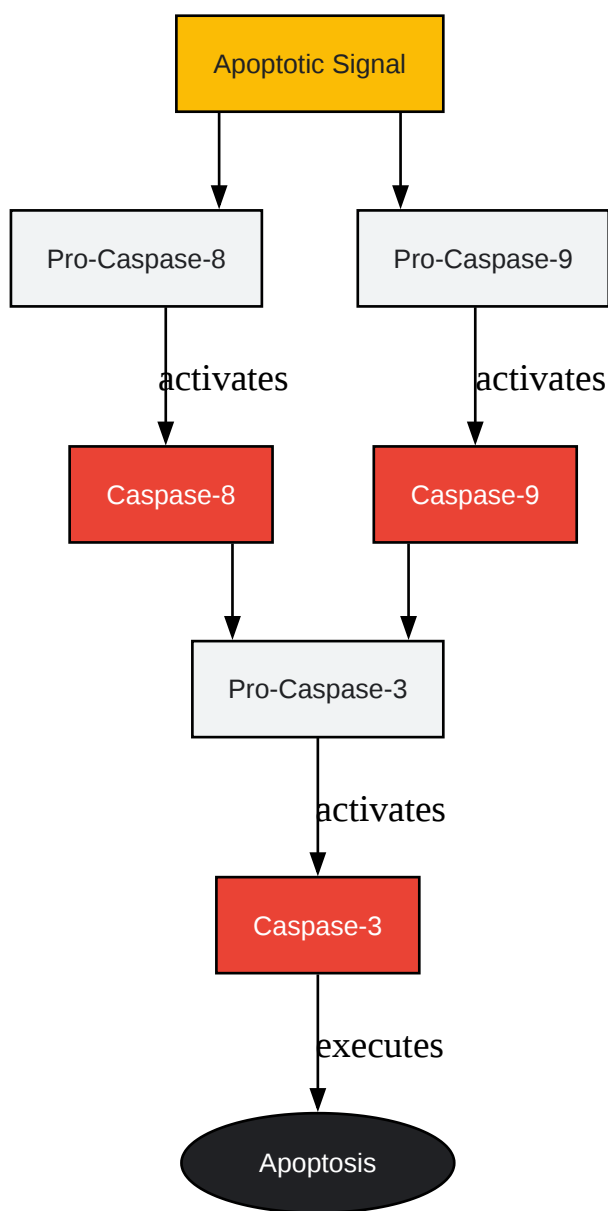 Apoptotic Signal
Pro-Caspase-8
Pro-Caspase-9
activates
activates
Caspase-8
Caspase-9
Pro-Caspase-3
activates
Caspase-3
executes
Apoptosis